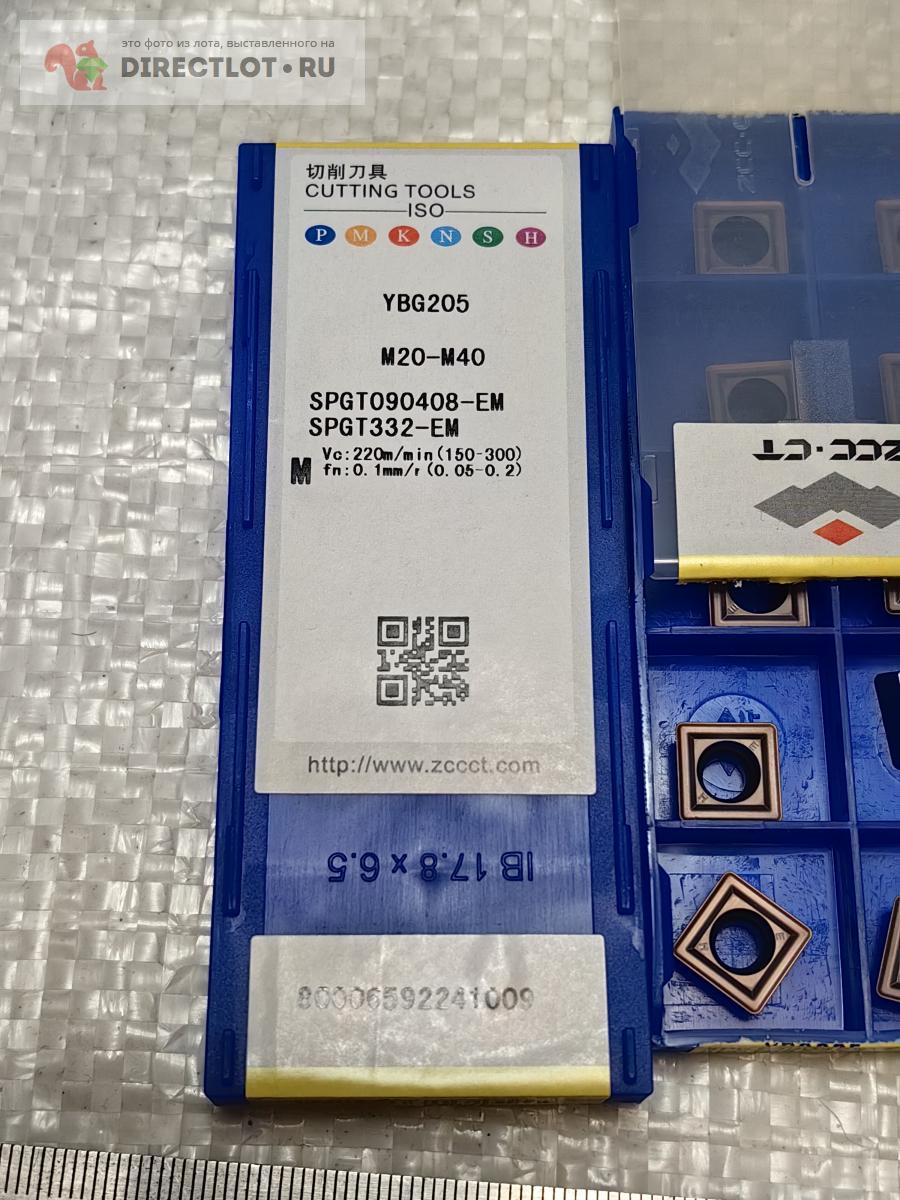 это фото из лота, выставленного на
DIRECTLOT•RU
切削刀具
CUTTING TOOLS
ISO
P M K N S H
YBG205
M20-M40
SPGT090408-EM
SPGT332-EM
M Vc:220m/min(150-300)
fn:0.1mm/r(0.05-0.2)
http://www.zccct.com
IB 17.8 x 6.5
80006592241009
ZCC·CT